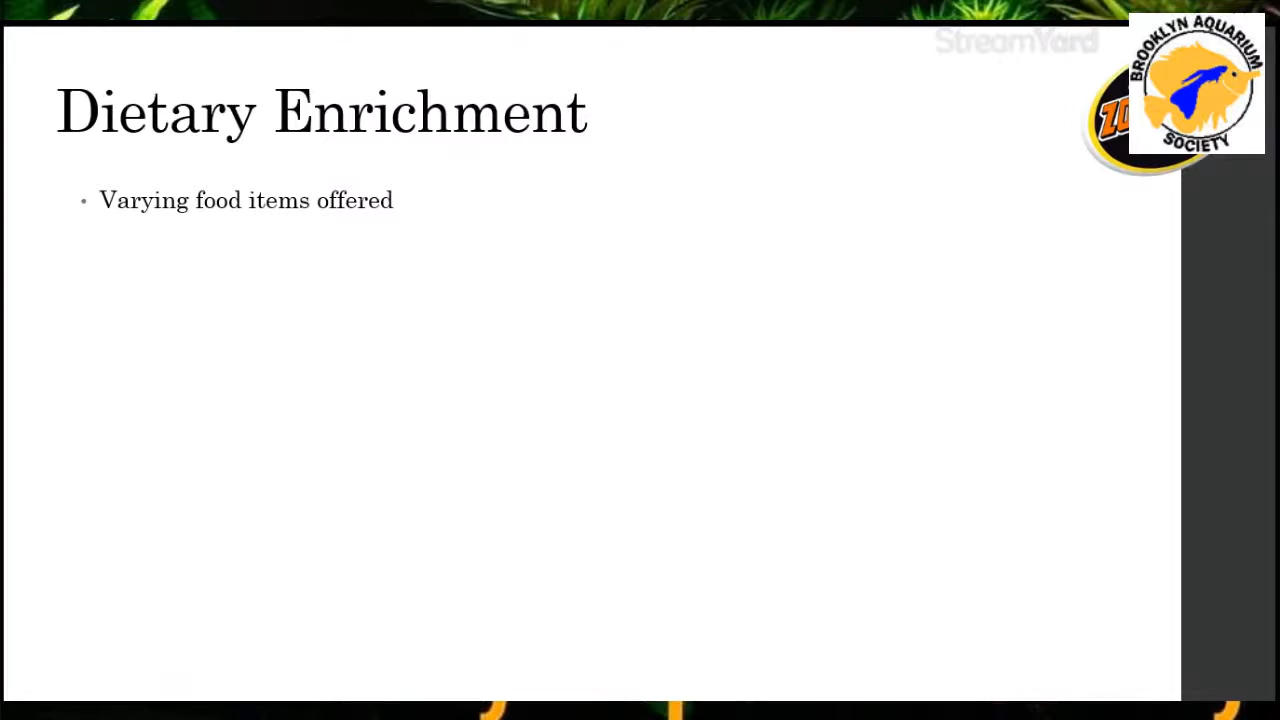 StreamYard
BROOKLYN AQUARIUM
SOCIETY
Dietary Enrichment
• Varying food items offered